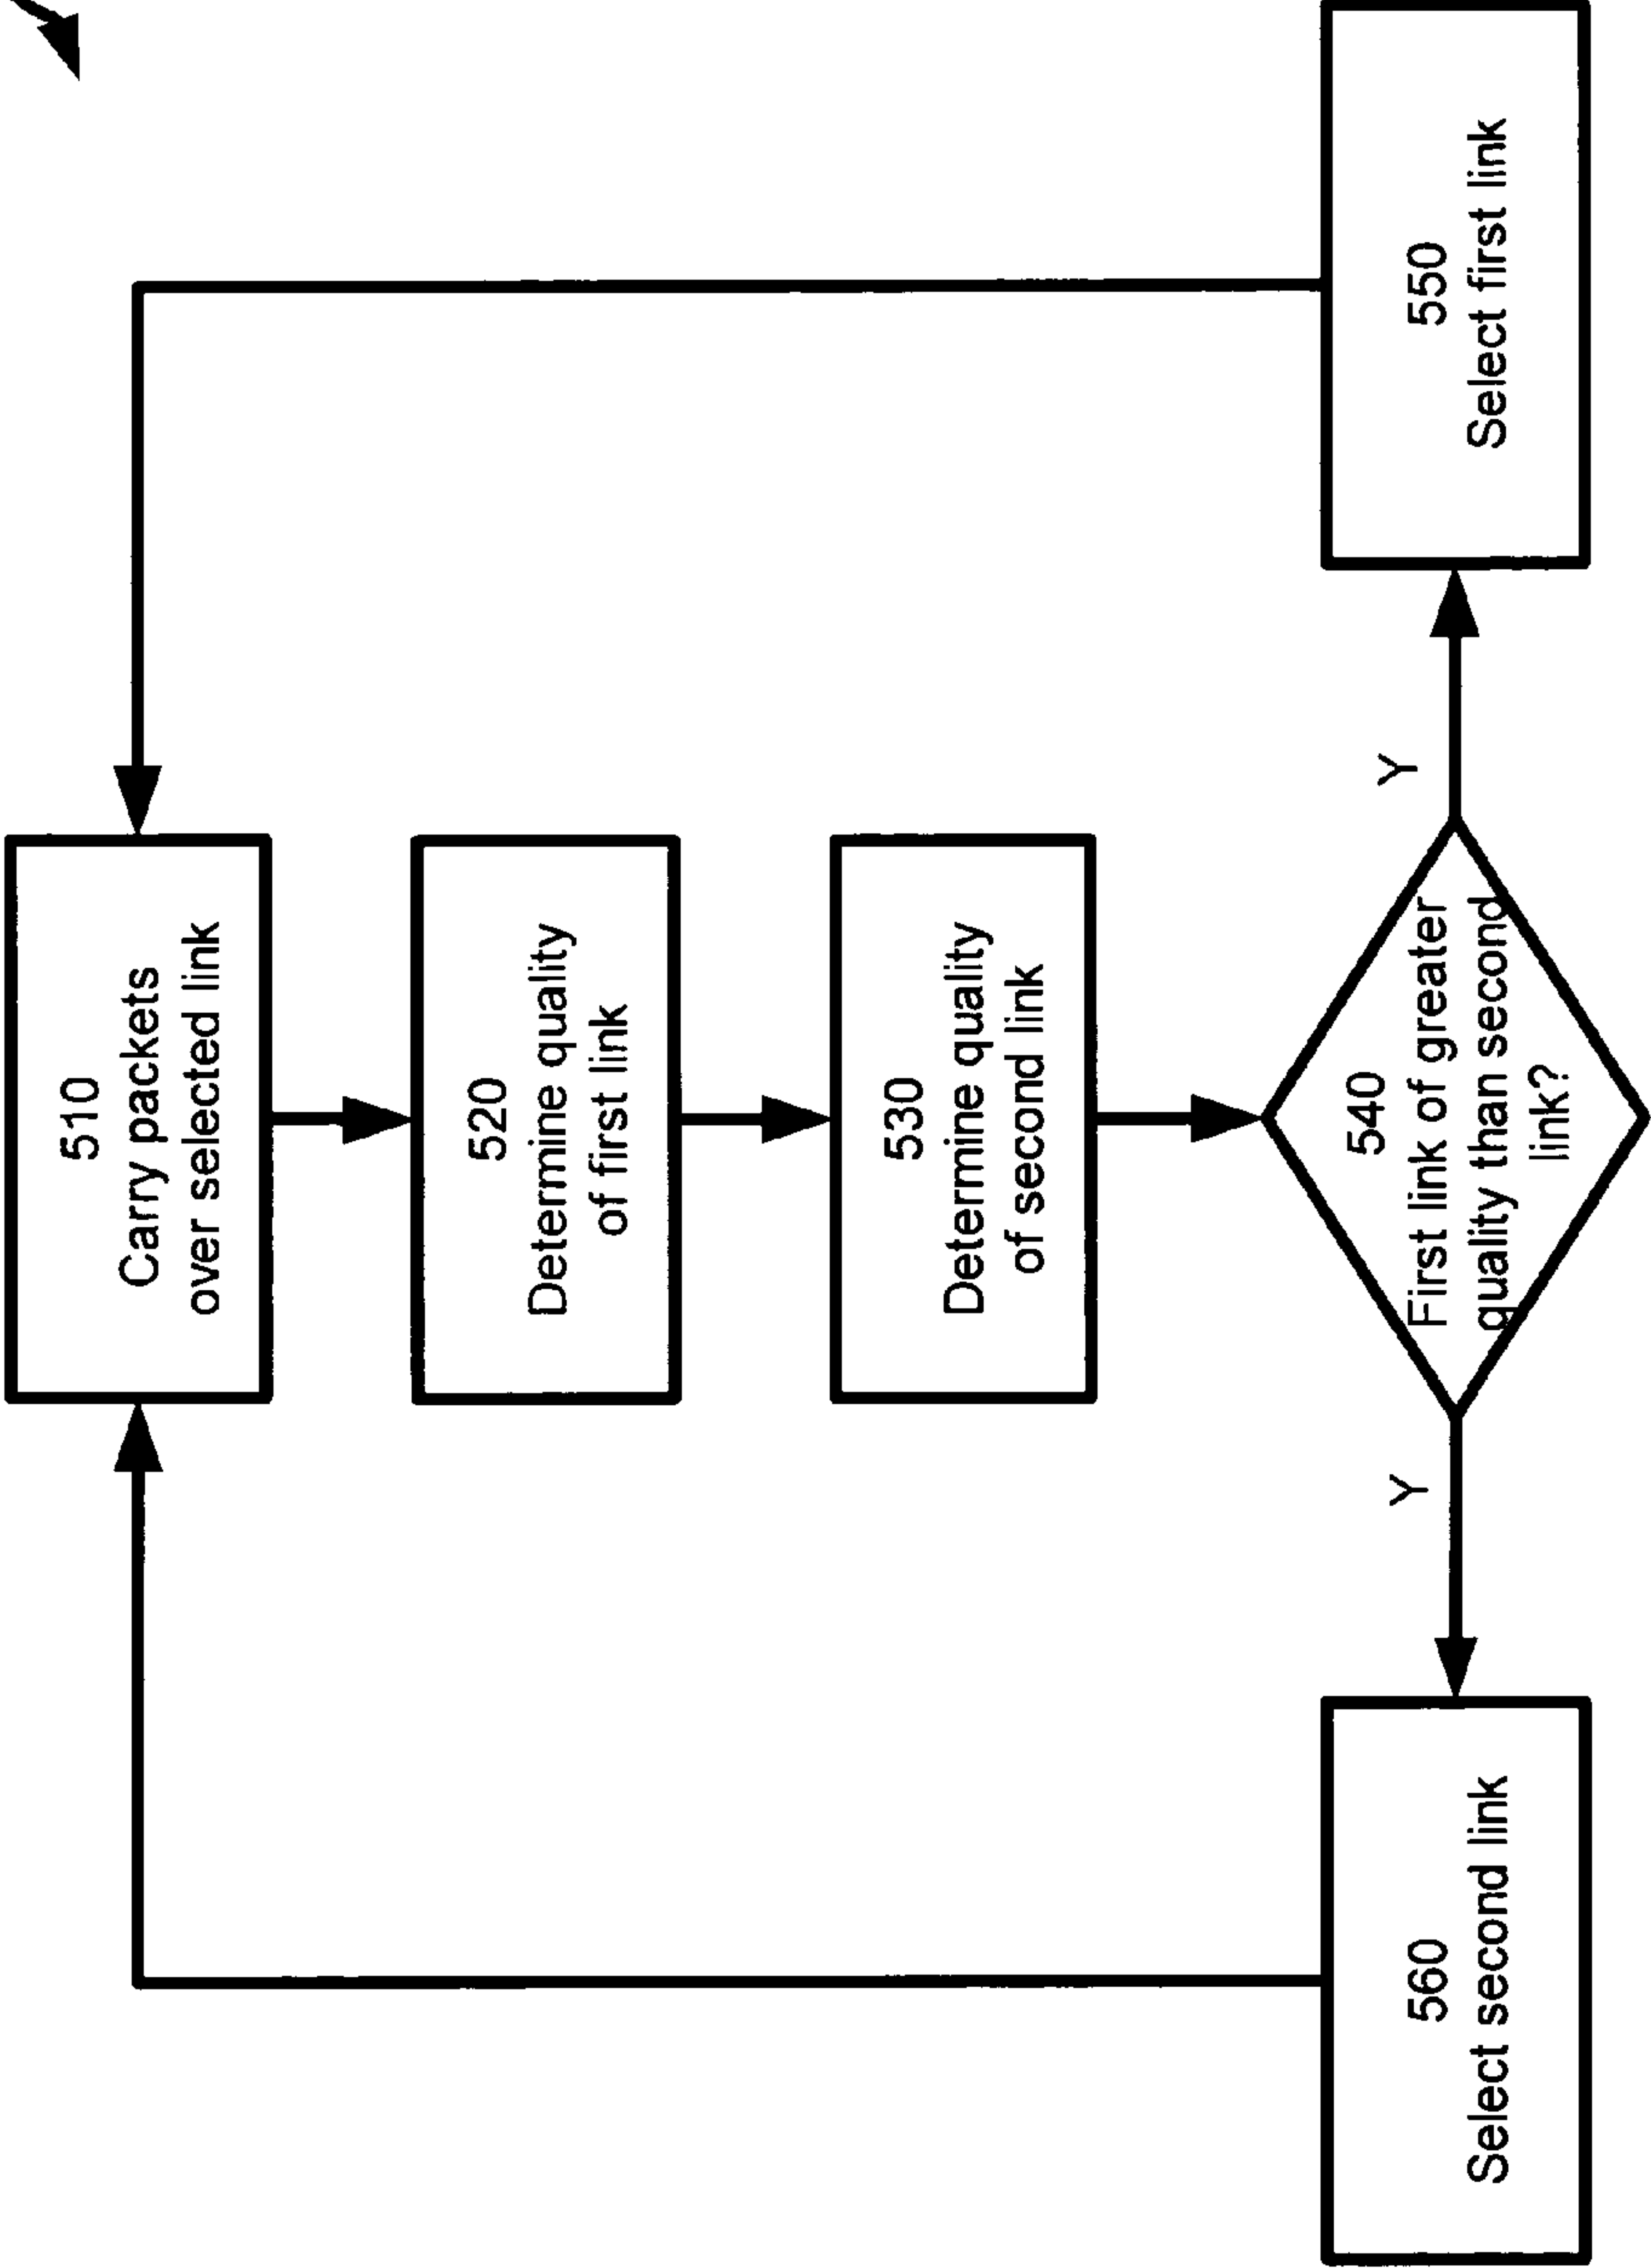 510
Carry packets
over selected link
520
Determine quality
of first link
530
Determine quality
of second link
540
First link of greater
quality than second
link?
Y
Y
550
Select first link
560
Select second link